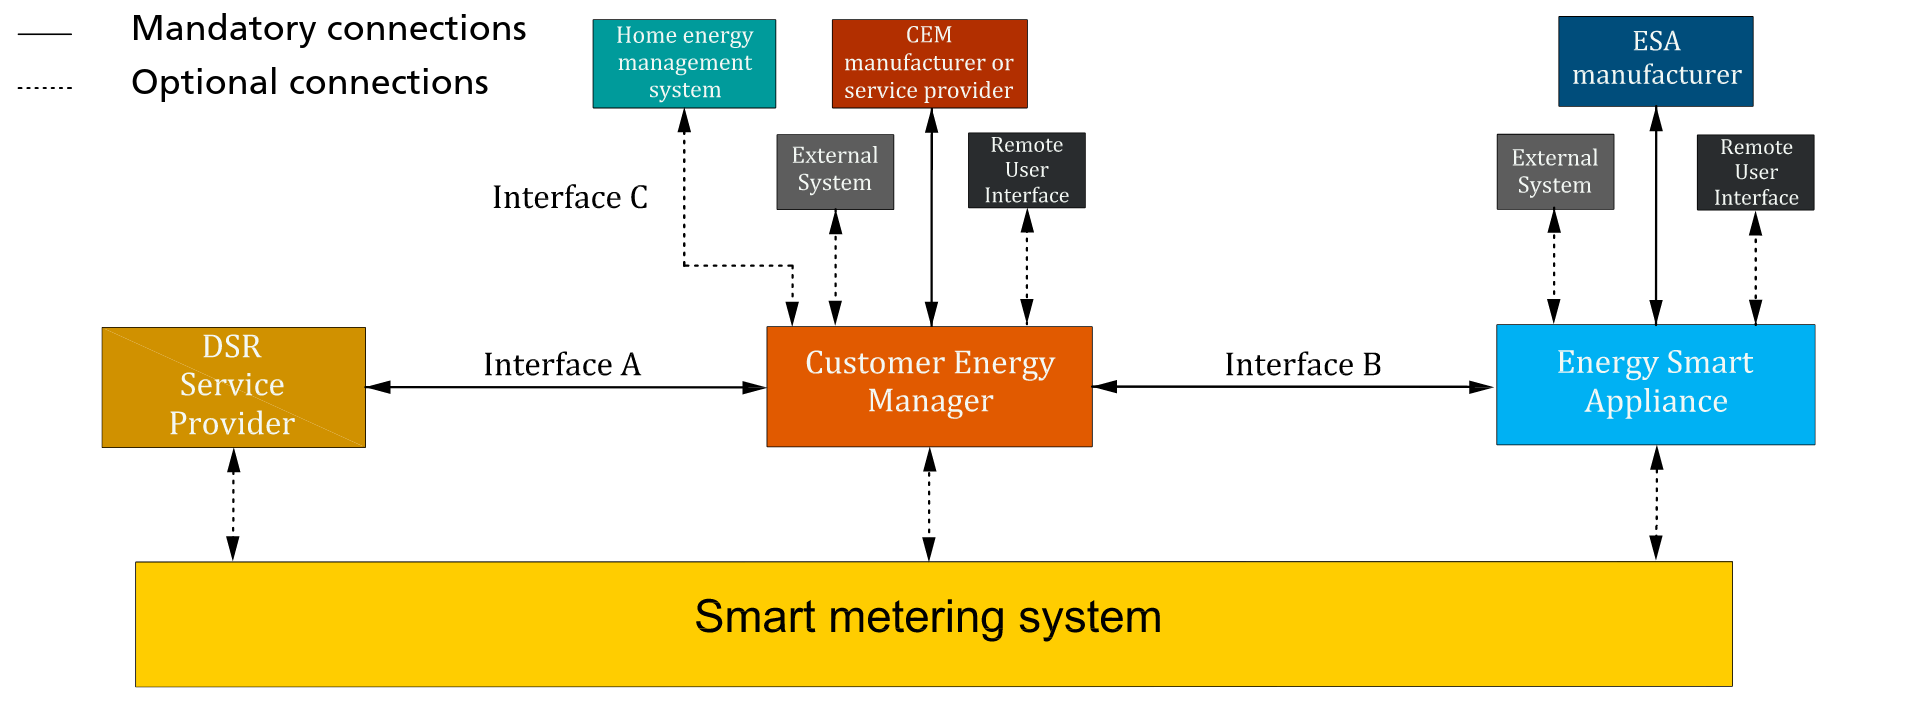 Mandatory connections
Optional connections
Home energy
management
system
CEM
manufacturer or
service provider
ESA
manufacturer
External
System
Remote
User
Interface
External
System
Remote
User
Interface
Interface C
DSR
Service
Provider
Interface A
Customer Energy
Manager
Interface B
Energy Smart
Appliance
Smart metering system